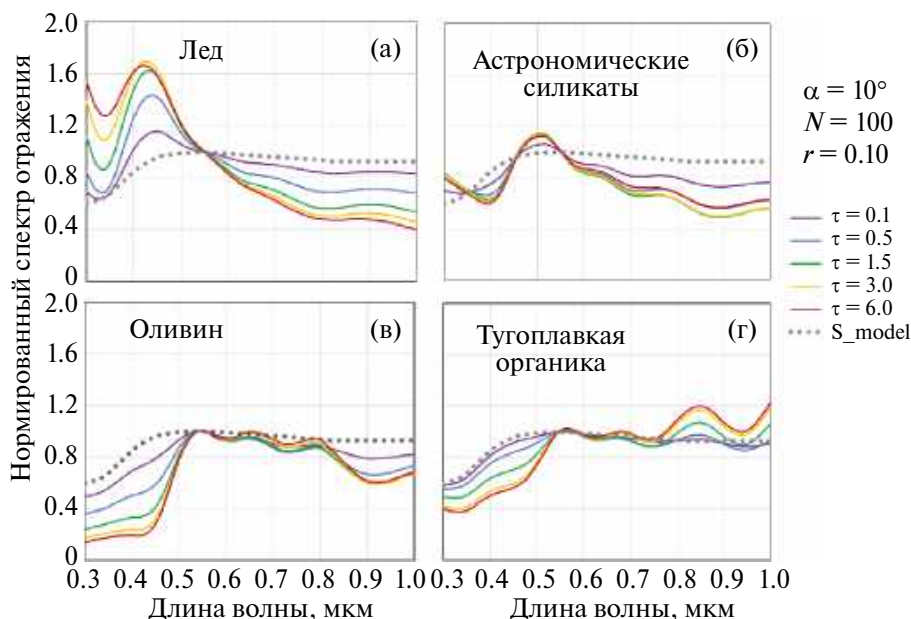 Нормированный спектр отражения
2.0
1.6
1.2
0.8
0.4
0
Лед
(а)
Астрономические
силикаты
(б)
2.0
1.6
1.2
0.8
0.4
0
Оливин
(в)
Тугоплавкая
органика
(г)
0.3 0.4 0.5 0.6 0.7 0.8 0.9 1.0
Длина волны, мкм
0.3 0.4 0.5 0.6 0.7 0.8 0.9 1.0
Длина волны, мкм
α = 10°
N = 100
r = 0.10
τ = 0.1
τ = 0.5
τ = 1.5
τ = 3.0
τ = 6.0
S_model